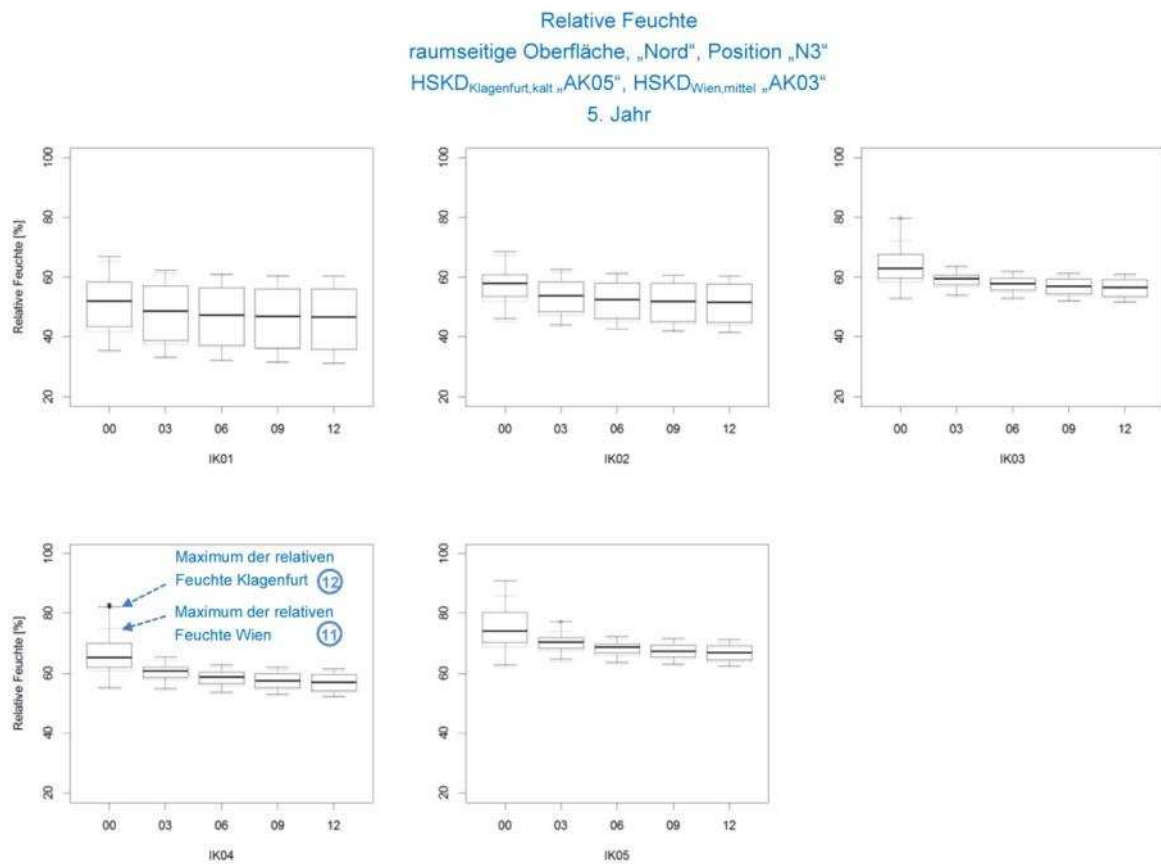 Relative Feuchte
raumseitige Oberfläche, „Nord“, Position „N3“
HSKDKlagenfurt,kalt „AK05“, HSKDWien,mittel „AK03“
5. Jahr
Relative Feuchte [%]
100
80
60
40
20
00 03 06 09 12
IK01
100
80
60
40
20
00 03 06 09 12
IK02
100
80
60
40
20
00 03 06 09 12
IK03
Relative Feuchte [%]
100
80
60
40
20
Maximum der relativen
Feuchte Klagenfurt 12
Maximum der relativen
Feuchte Wien 11
00 03 06 09 12
IK04
100
80
60
40
20
00 03 06 09 12
IK05